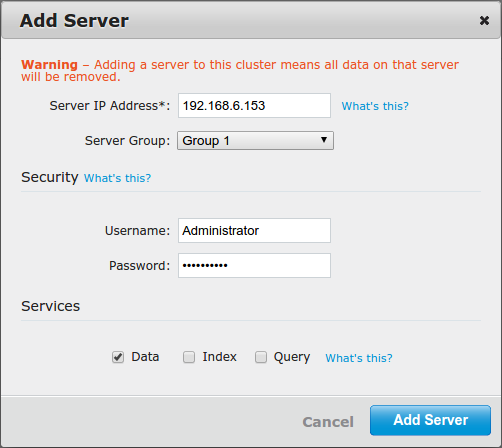 Add Server
Warning – Adding a server to this cluster means all data on that server
will be removed.
Server IP Address*: 192.168.6.153 What's this?
Server Group: Group 1
Security What's this?
Username: Administrator
Password: ••••••••••
Services
Data Index Query What's this?
Cancel Add Server